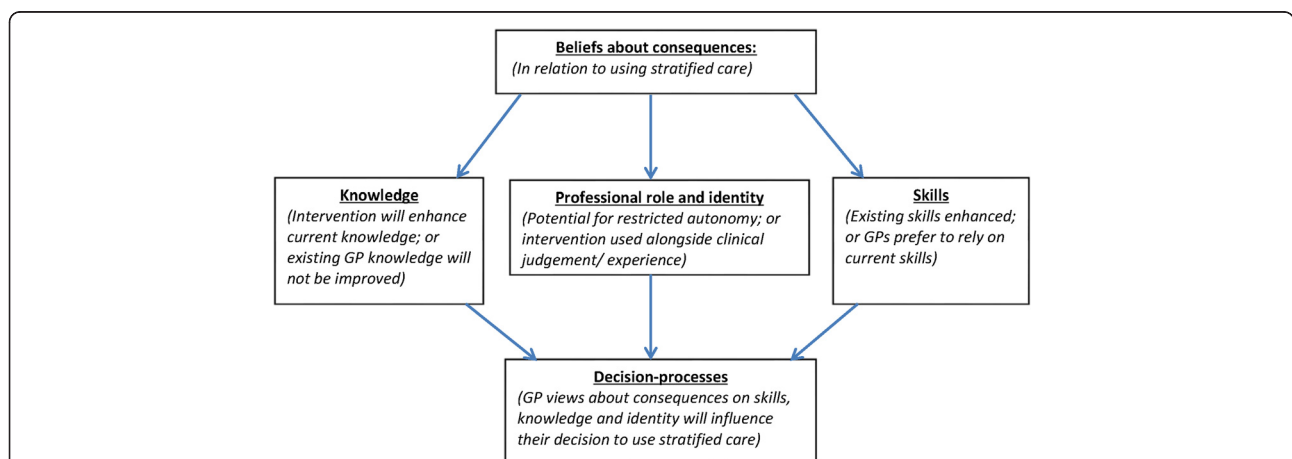 Beliefs about consequences:
(In relation to using stratified care)
Knowledge
(Intervention will enhance
current knowledge; or
existing GP knowledge will
not be improved)
Professional role and identity
(Potential for restricted autonomy; or
intervention used alongside clinical
judgement/ experience)
Skills
(Existing skills enhanced;
or GPs prefer to rely on
current skills)
Decision-processes
(GP views about consequences on skills,
knowledge and identity will influence
their decision to use stratified care)